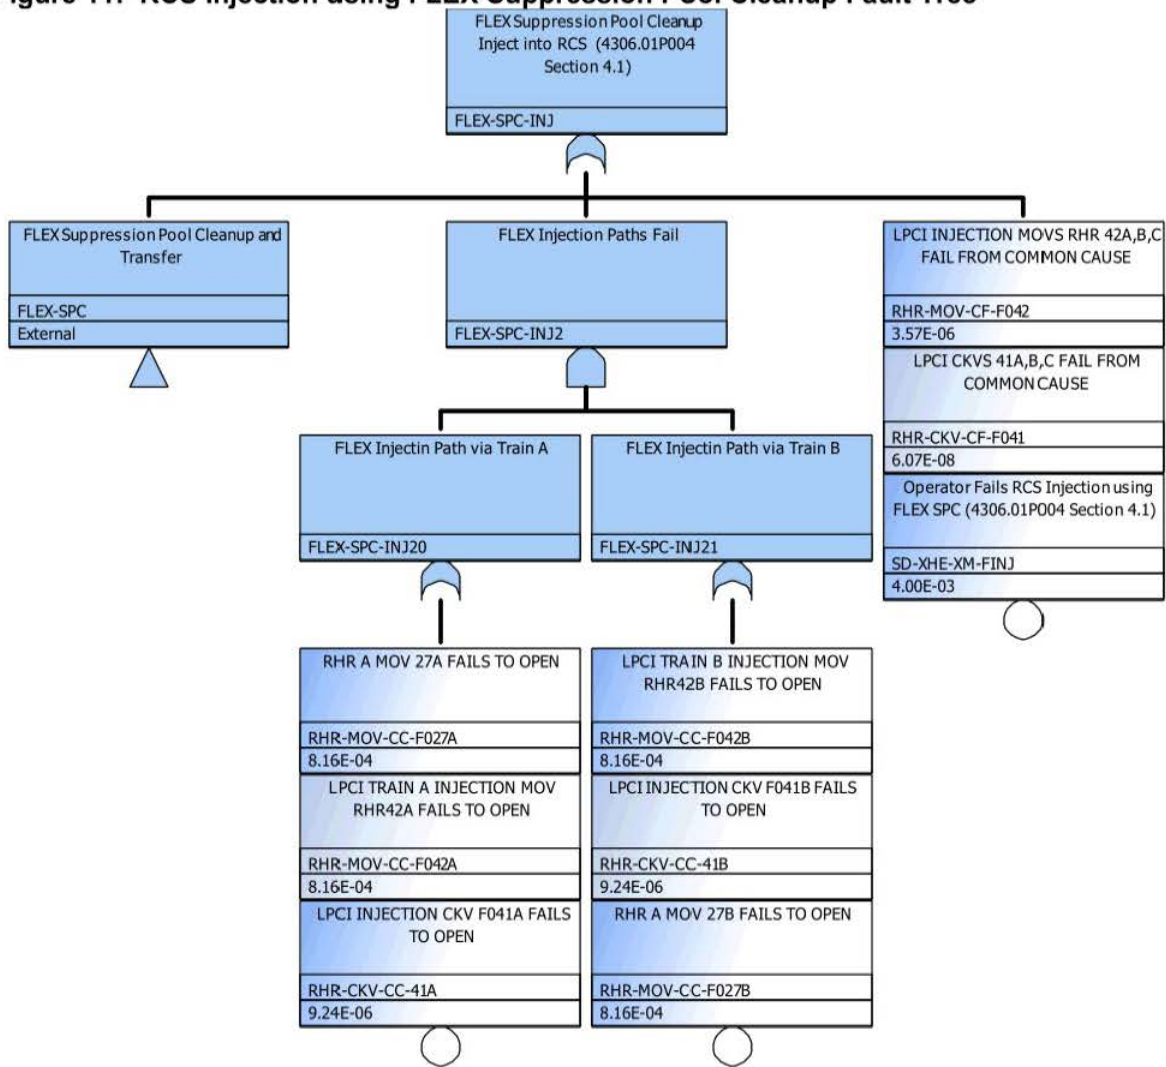 FLEX Suppression Pool Cleanup
Inject into RCS (4306.01P004
Section 4.1)
FLEX-SPC-INJ
FLEX Suppression Pool Cleanup and
Transfer
FLEX-SPC
External
FLEX Injection Paths Fail
FLEX-SPC-INJ2
LPCI INJECTION MOVS RHR 42A,B,C
FAIL FROM COMMON CAUSE
RHR-MOV-CF-F042
3.57E-06
LPCI CKVS 41A,B,C FAIL FROM
COMMON CAUSE
RHR-CKV-CF-F041
6.07E-08
Operator Fails RCS Injection using
FLEX SPC (4306.01P004 Section 4.1)
SD-XHE-XM-FINJ
4.00E-03
FLEX Injectin Path via Train A
FLEX-SPC-INJ20
FLEX Injectin Path via Train B
FLEX-SPC-INJ21
RHR A MOV 27A FAILS TO OPEN
RHR-MOV-CC-F027A
8.16E-04
LPCI TRAIN A INJECTION MOV
RHR42A FAILS TO OPEN
RHR-MOV-CC-F042A
8.16E-04
LPCI INJECTION CKV F041A FAILS
TO OPEN
RHR-CKV-CC-41A
9.24E-06
LPCI TRAIN B INJECTION MOV
RHR42B FAILS TO OPEN
RHR-MOV-CC-F042B
8.16E-04
LPCI INJECTION CKV F041B FAILS
TO OPEN
RHR-CKV-CC-41B
9.24E-06
RHR A MOV 27B FAILS TO OPEN
RHR-MOV-CC-F027B
8.16E-04